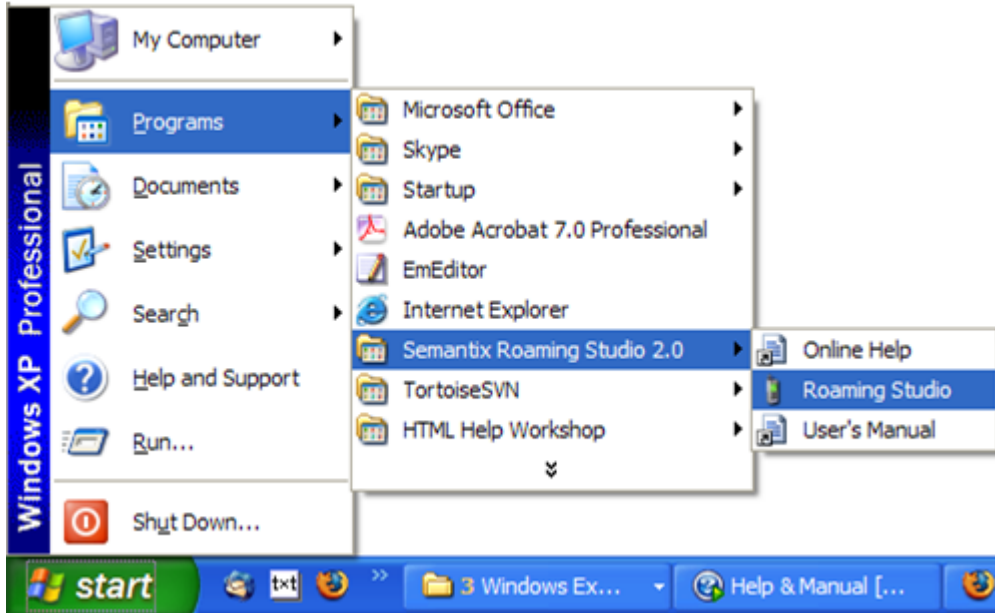 Windows XP Professional
My Computer
Programs
Documents
Settings
Search
Help and Support
Run...
Shut Down...
Microsoft Office
Skype
Startup
Adobe Acrobat 7.0 Professional
EmEditor
Internet Explorer
Semantix Roaming Studio 2.0
TortoiseSVN
HTML Help Workshop
Online Help
Roaming Studio
User's Manual
start
txt
3 Windows Ex...
Help & Manual [...